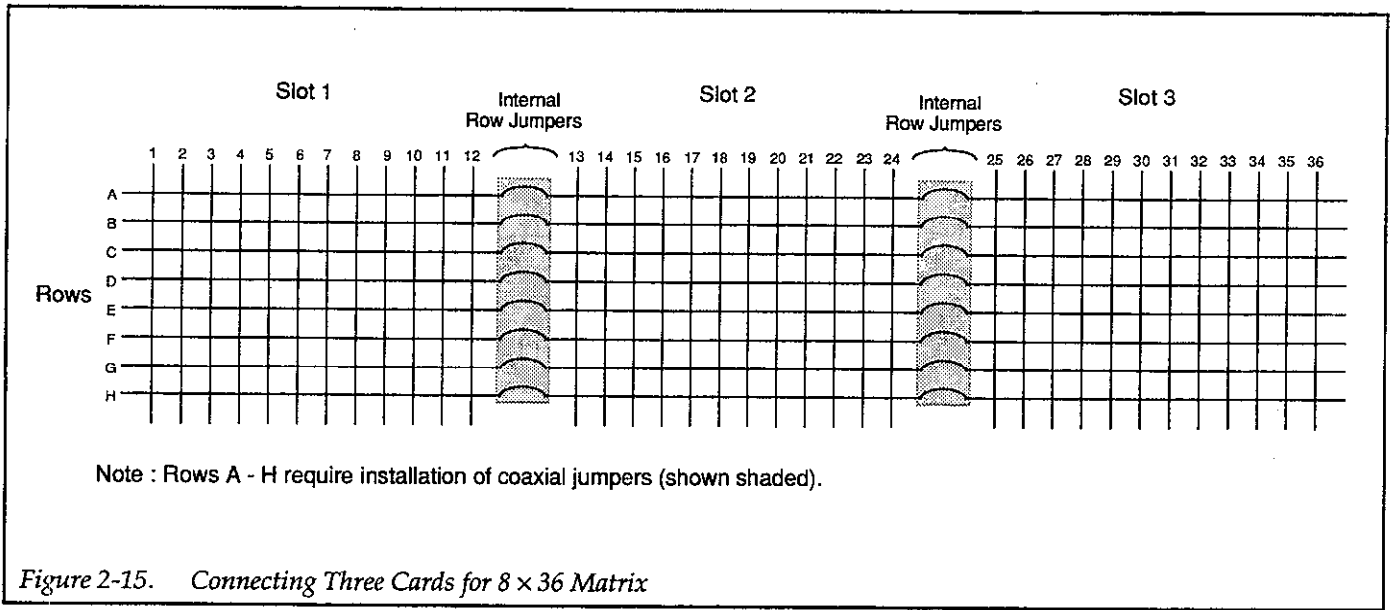 Slot 1
Internal
Row Jumpers
Slot 2
Internal
Row Jumpers
Slot 3
1 2 3 4 5 6 7 8 9 10 11 12 13 14 15 16 17 18 19 20 21 22 23 24 25 26 27 28 29 30 31 32 33 34 35 36
A
B
C
D
Rows
E
F
G
H
Note : Rows A - H require installation of coaxial jumpers (shown shaded).
Figure 2-15. Connecting Three Cards for 8 × 36 Matrix